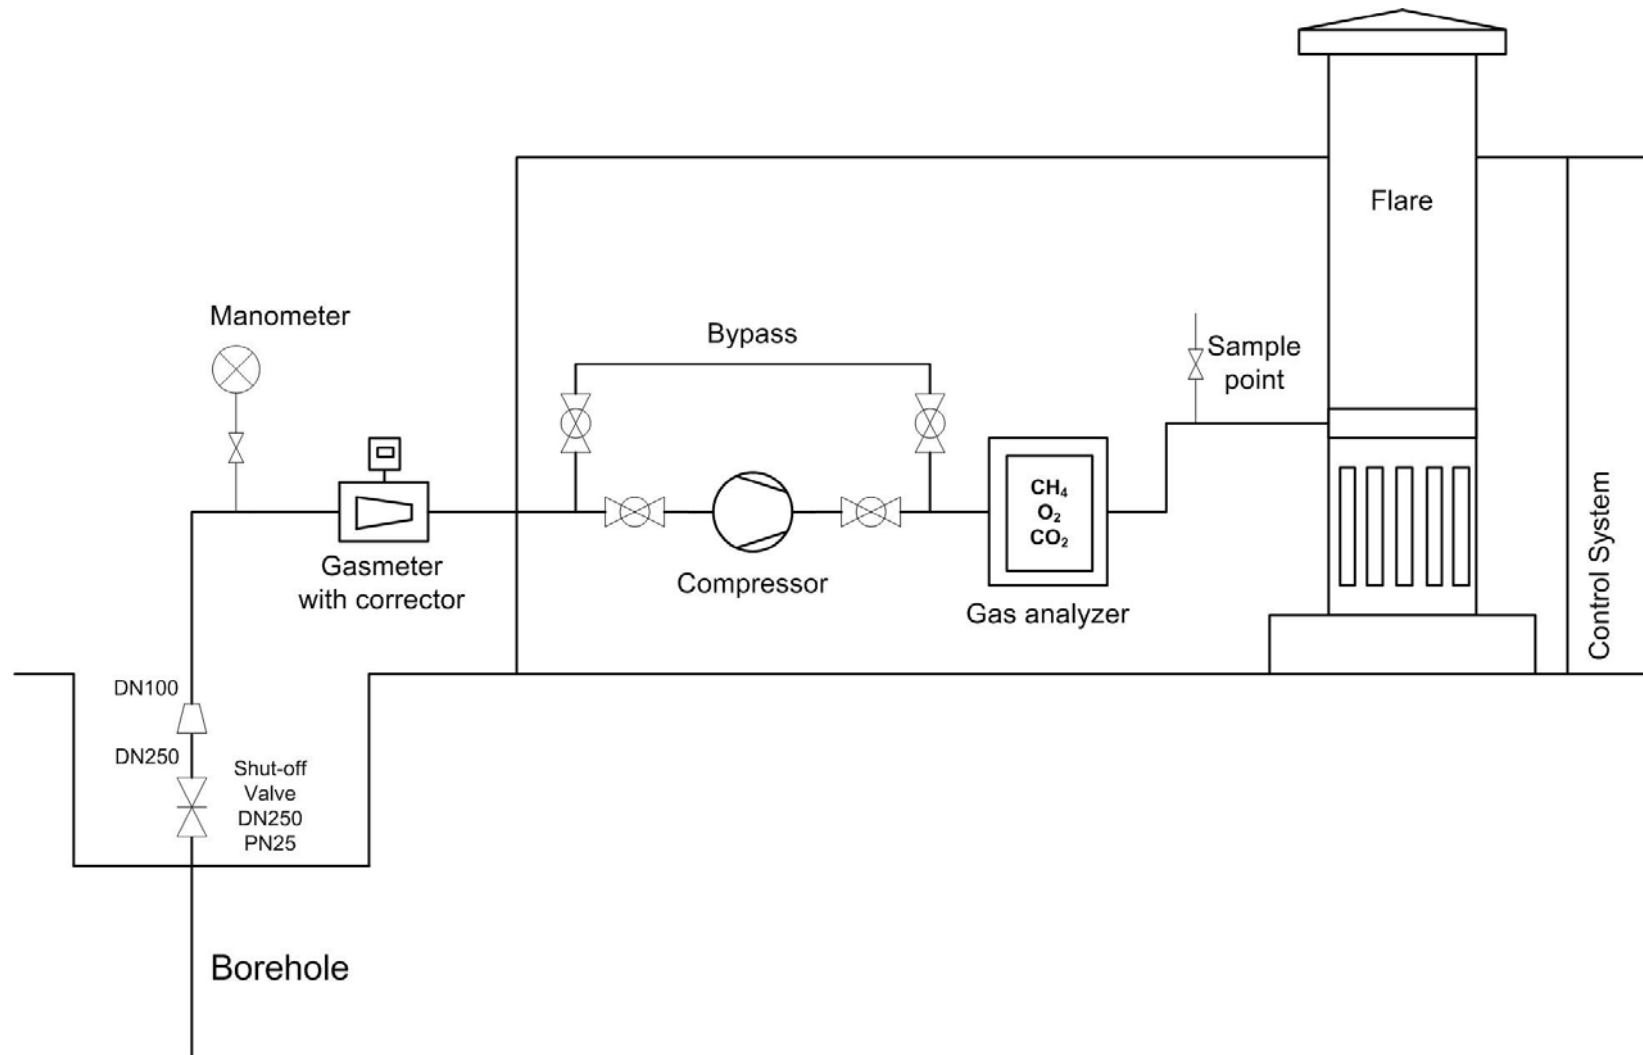 Flare
Manometer
Bypass
Sample
point
CH₄
O₂
CO₂
Gasmeter
with corrector
Compressor
Gas analyzer
Control System
DN100
DN250
Shut-off
Valve
DN250
PN25
Borehole